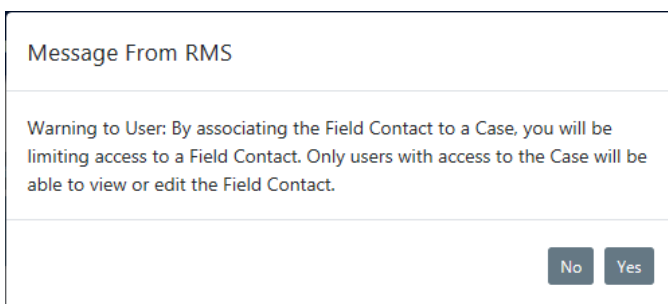 Message From RMS
Warning to User: By associating the Field Contact to a Case, you will be
limiting access to a Field Contact. Only users with access to the Case will be
able to view or edit the Field Contact.
No Yes